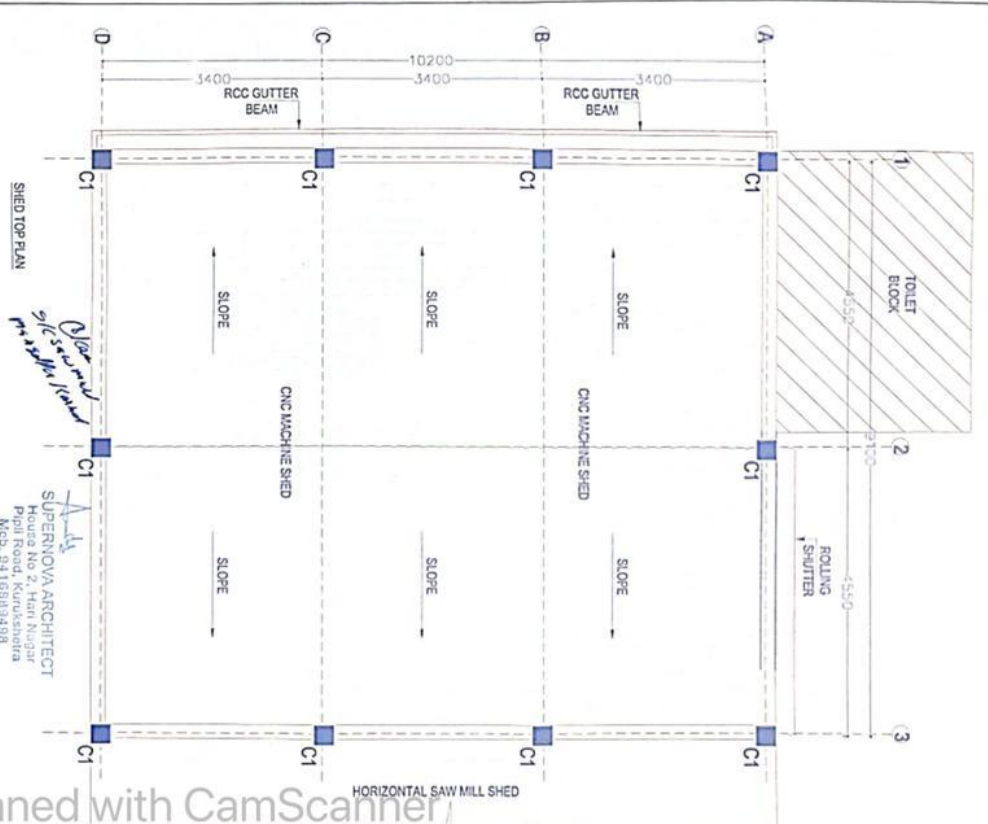 D
C
B
A
10200
3400
3400
3400
RCC GUTTER
BEAM
RCC GUTTER
BEAM
1
C1
C1
C1
C1
TOILET
BLOCK
4550
9100
SLOPE
SLOPE
SLOPE
CNC MACHINE SHED
CNC MACHINE SHED
2
C1
C1
ROLLING
SHUTTER
4550
SLOPE
SLOPE
SLOPE
3
C1
C1
C1
C1
HORIZONTAL SAW MILL SHED
SHED TOP PLAN
SUPERNOVA ARCHITECT
House No 2, Hari Nagar
Pipli Road, Kurukshetra
Mob. 9416889498
nned with CamScanner